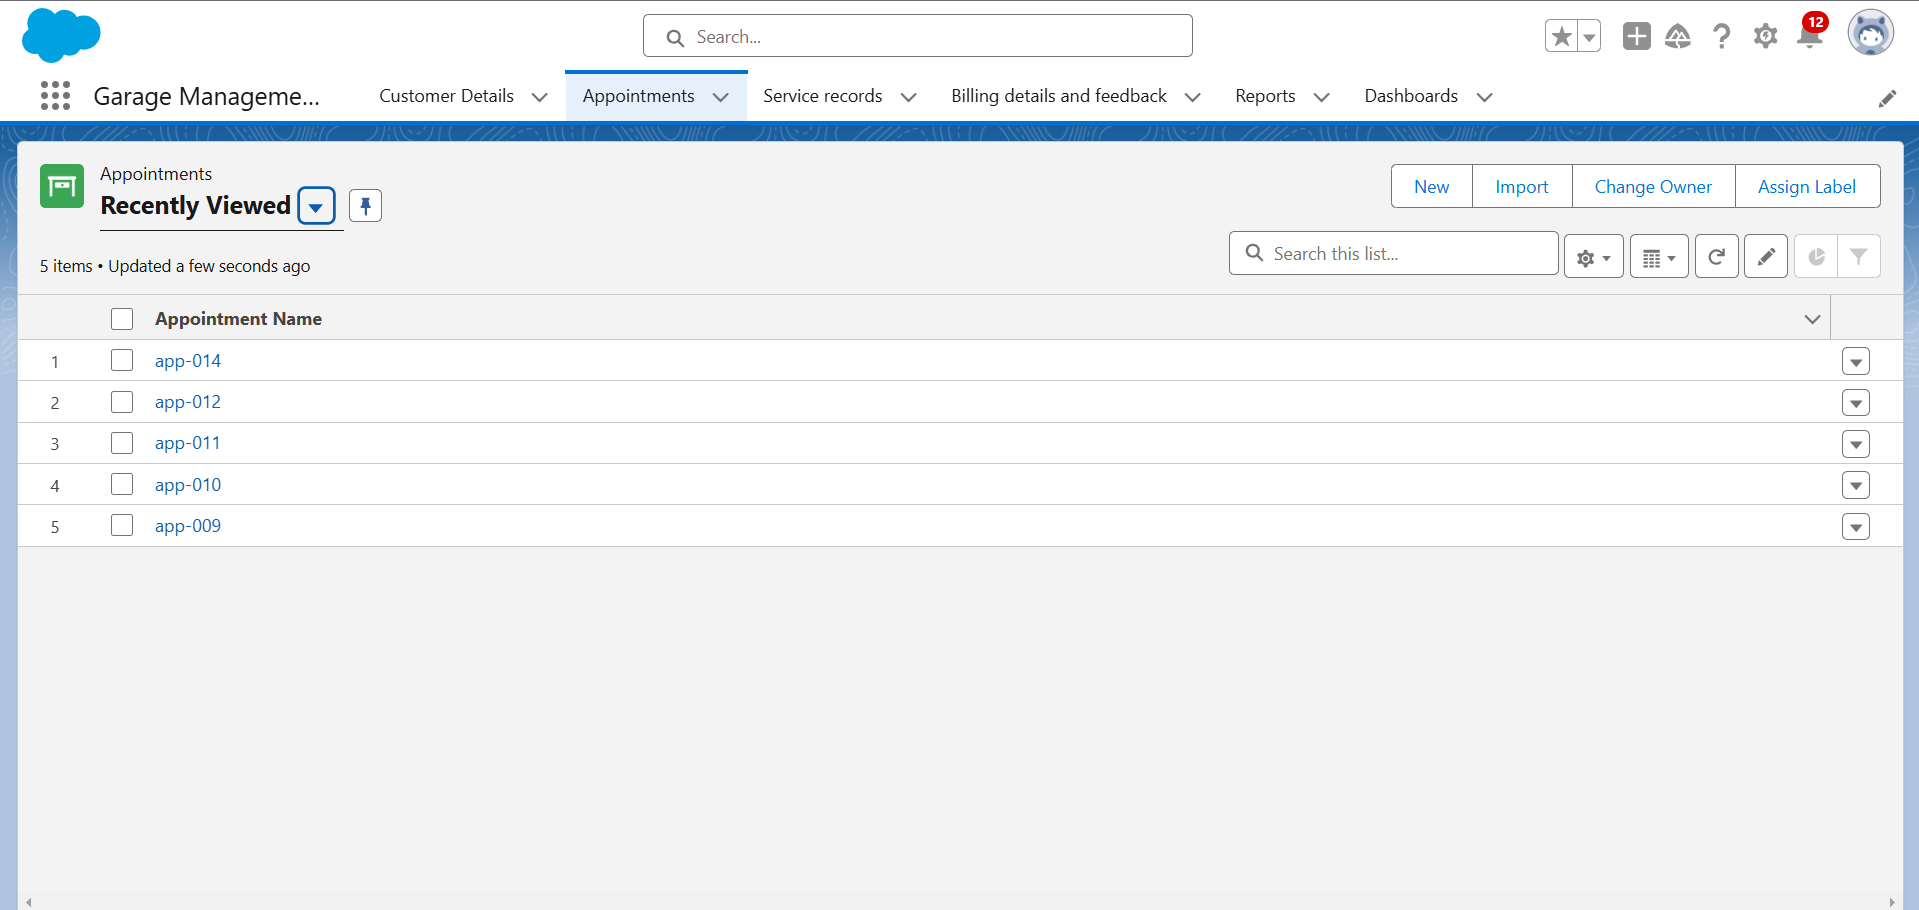 Search...
12
Garage Manageme...
Customer Details
Appointments
Service records
Billing details and feedback
Reports
Dashboards
Appointments
Recently Viewed
New
Import
Change Owner
Assign Label
5 items • Updated a few seconds ago
Search this list...
Appointment Name
1 app-014
2 app-012
3 app-011
4 app-010
5 app-009